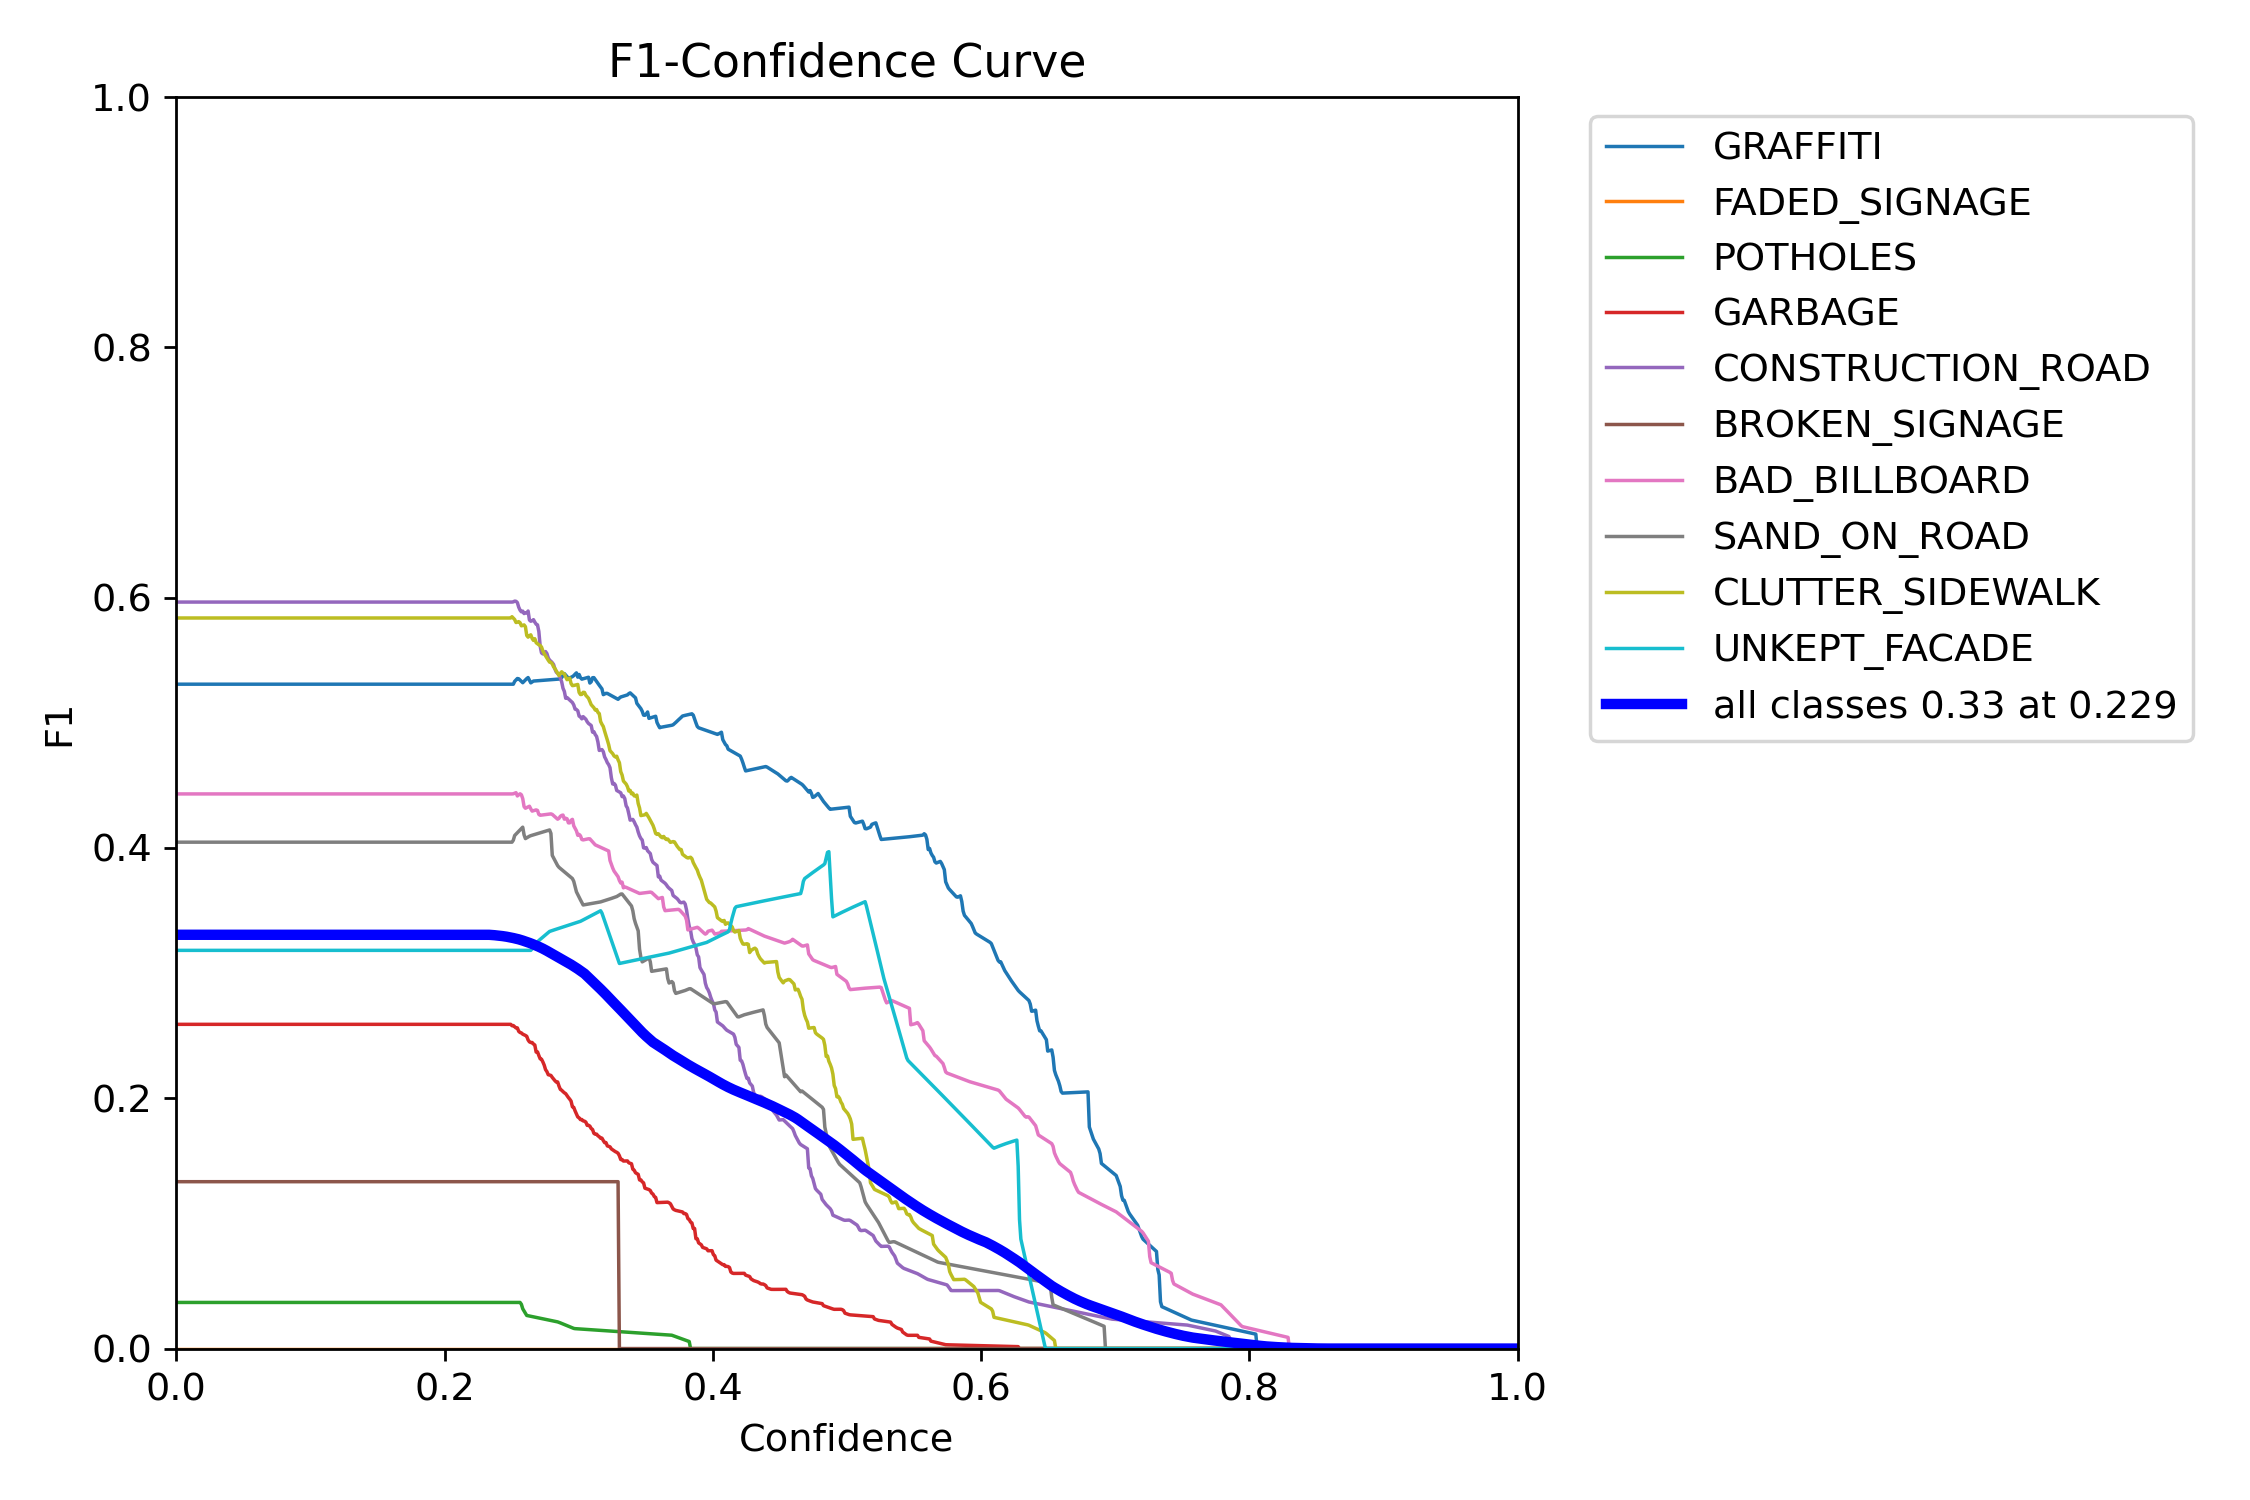 F1-Confidence Curve
1.0
0.8
0.6
0.4
0.2
0.0
F1
0.0 0.2 0.4 0.6 0.8 1.0
Confidence
GRAFFITI
FADED_SIGNAGE
POTHOLES
GARBAGE
CONSTRUCTION_ROAD
BROKEN_SIGNAGE
BAD_BILLBOARD
SAND_ON_ROAD
CLUTTER_SIDEWALK
UNKEPT_FACADE
all classes 0.33 at 0.229